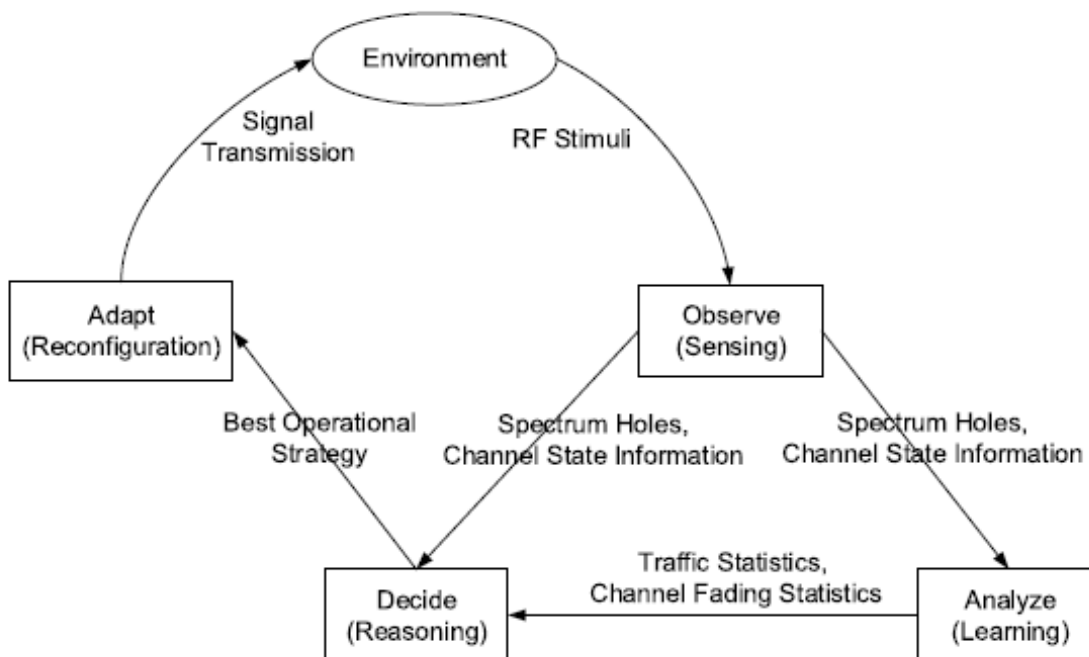 Environment
Signal
Transmission
RF Stimuli
Adapt
(Reconfiguration)
Observe
(Sensing)
Best Operational
Strategy
Spectrum Holes,
Channel State Information
Spectrum Holes,
Channel State Information
Traffic Statistics,
Channel Fading Statistics
Decide
(Reasoning)
Analyze
(Learning)